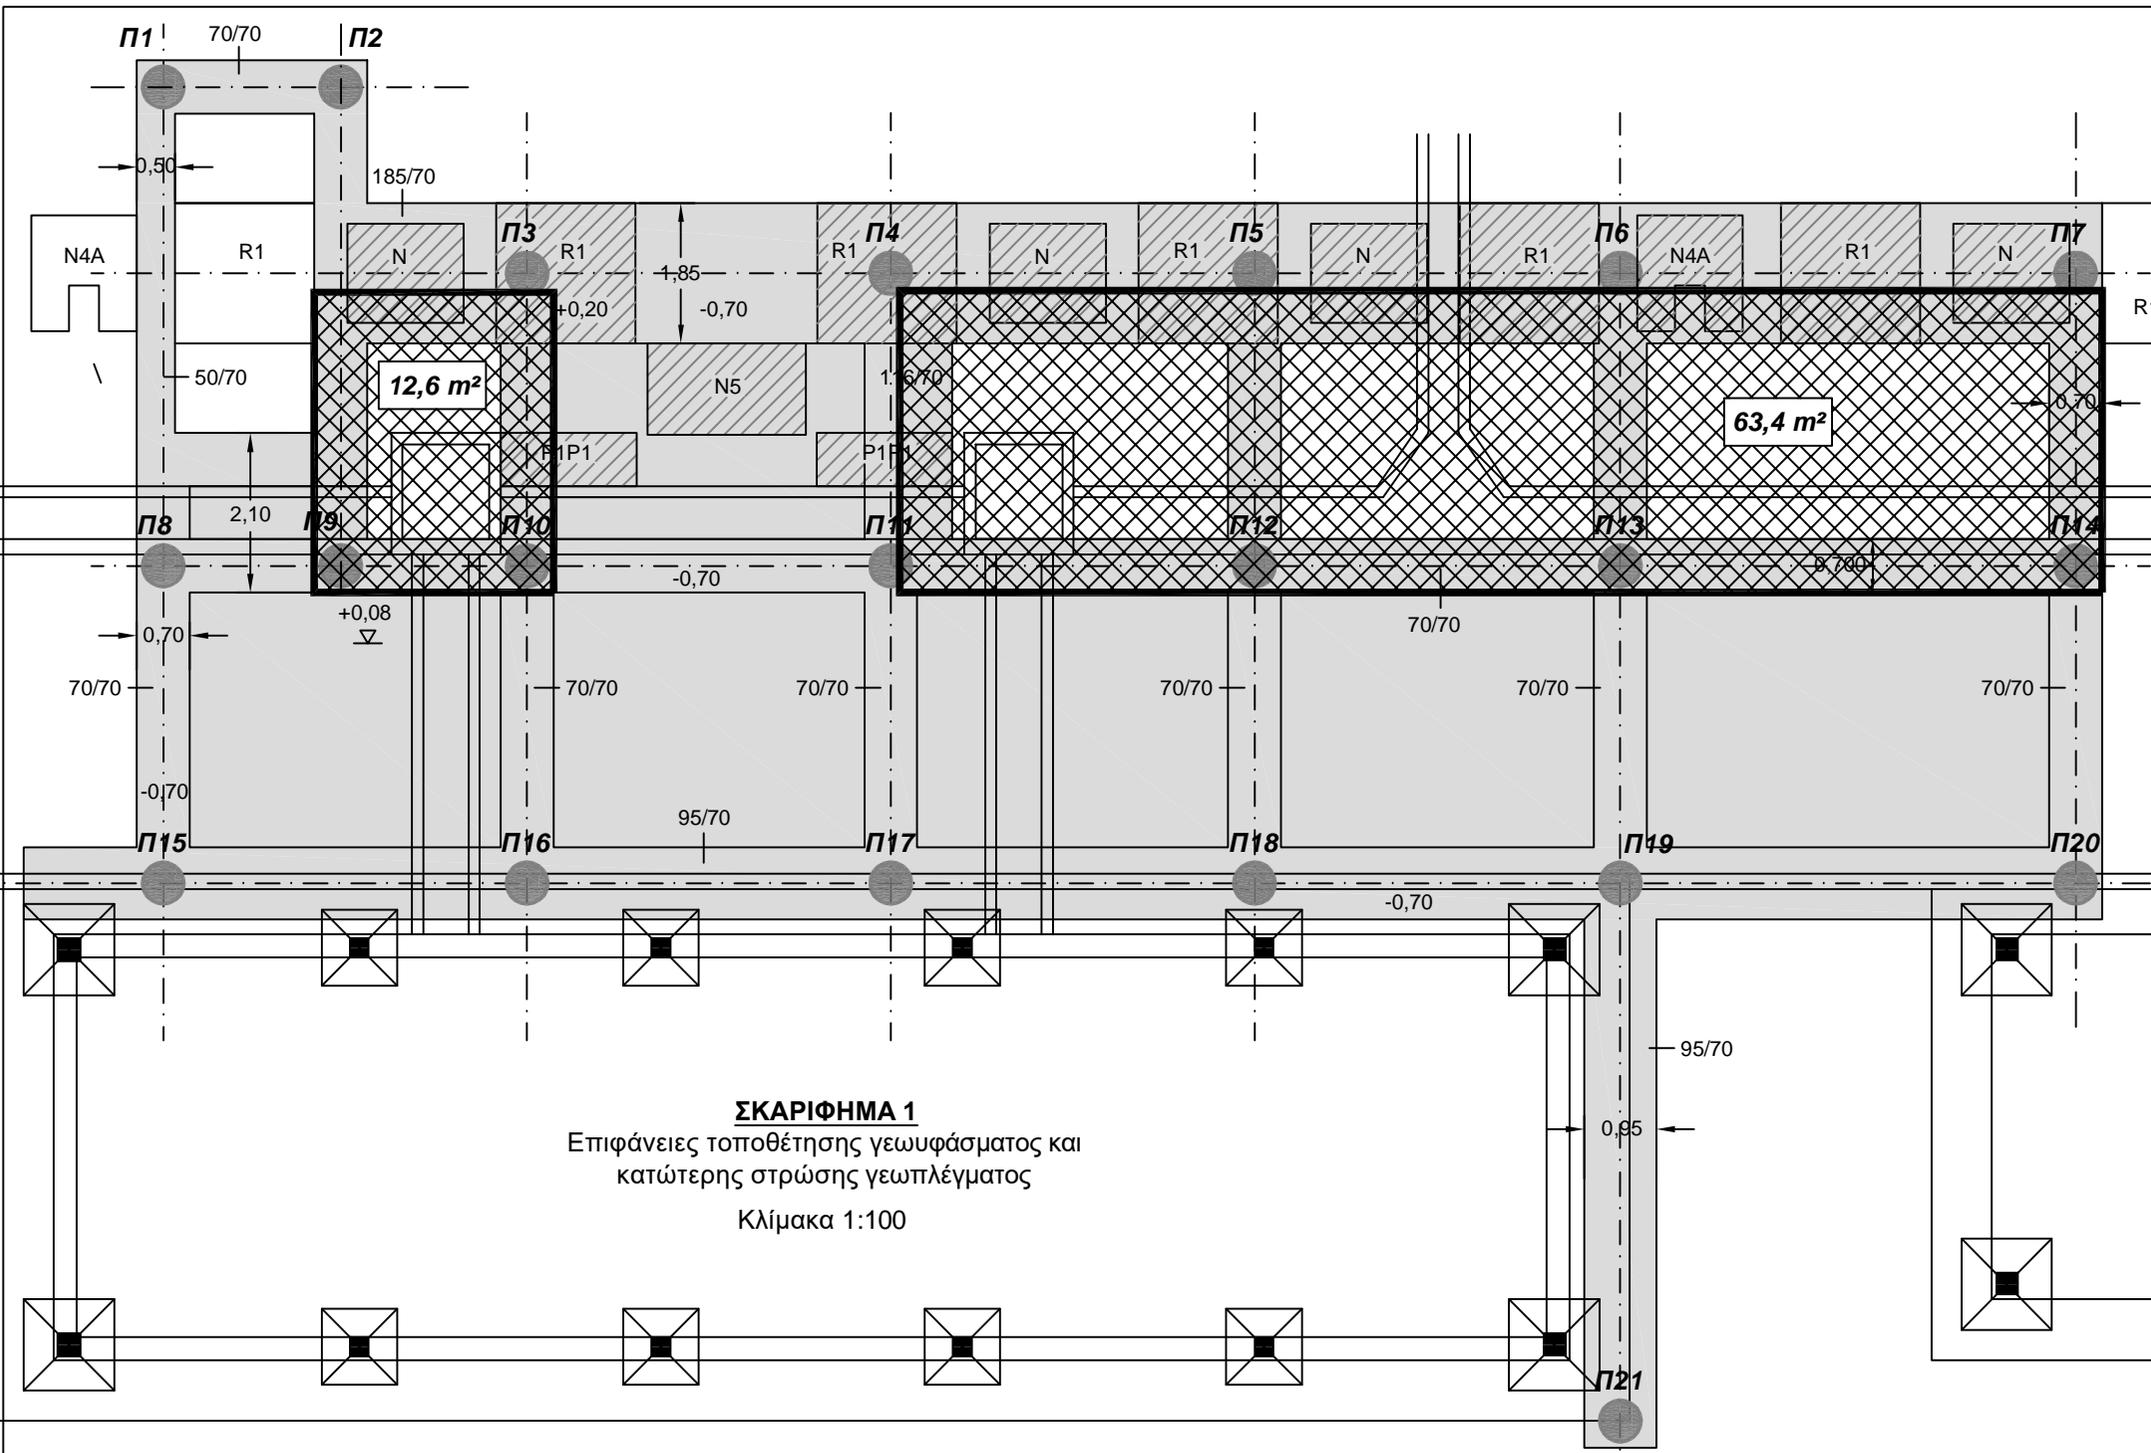 Π1
70/70
Π2
0,50
185/70
N4A
R1
N
Π3
R1
1,85
R1
Π4
N
R1
Π5
N
Π6
R1
N4A
R1
Π7
N
+0,20
-0,70
R
50/70
12,6 m²
N5
63,4 m²
0,70
2,10
Π8
Π9
Π10
Π11
Π12
Π13
Π14
-0,70
0,700
+0,08
0,70
70/70
70/70
70/70
70/70
70/70
70/70
70/70
-0,70
95/70
Π15
Π16
Π17
Π18
Π19
Π20
-0,70
95/70
ΣΚΑΡΙΦΗΜΑ 1
Επιφάνειες τοποθέτησης γεωυφάσματος και
κατώτερης στρώσης γεωπλέγματος
Κλίμακα 1:100
0,95
Π21